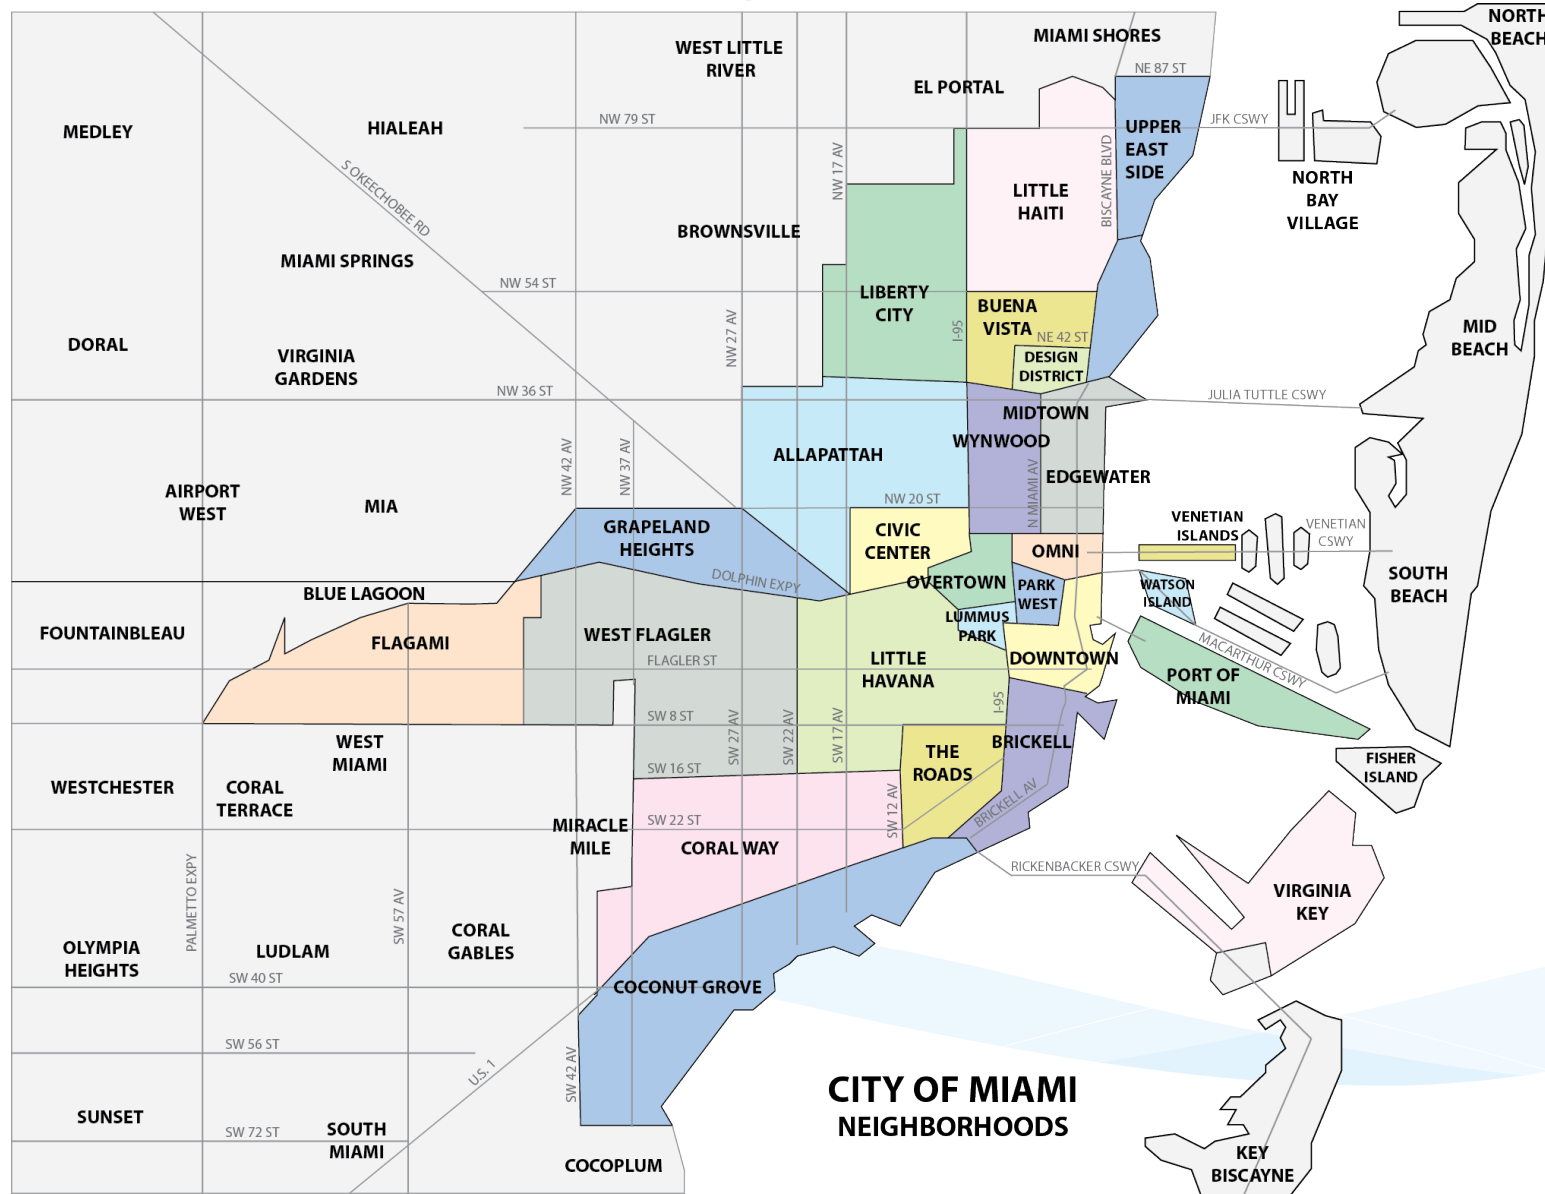 NORTH
BEACH
MIAMI SHORES
WEST LITTLE
RIVER
NE 87 ST
EL PORTAL
MEDLEY
HIALEAH
NW 79 ST
JFK CSWY
UPPER
EAST
SIDE
NW 17 AV
BISCAYNE BLVD
S OKEECHOBEE RD
LITTLE
HAITI
NORTH
BAY
VILLAGE
BROWNSVILLE
MIAMI SPRINGS
NW 54 ST
LIBERTY
CITY
BUENA
VISTA
NW 27 AV
I-95
NE 42 ST
DORAL
VIRGINIA
GARDENS
DESIGN
DISTRICT
MID
BEACH
NW 36 ST
JULIA TUTTLE CSWY
MIDTOWN
WYNWOOD
ALLAPATTAH
NW 42 AV
NW 37 AV
N MIAMI AV
EDGEWATER
AIRPORT
WEST
MIA
NW 20 ST
GRAPELAND
HEIGHTS
CIVIC
CENTER
VENETIAN
ISLANDS
VENETIAN
CSWY
OMNI
DOLPHIN EXPY
OVERTOWN
PARK
WEST
WATSON
ISLAND
SOUTH
BEACH
BLUE LAGOON
LUMMUS
PARK
FOUNTAINBLEAU
FLAGAMI
WEST FLAGLER
FLAGLER ST
LITTLE
HAVANA
DOWNTOWN
MACARTHUR CSWY
PORT OF
MIAMI
I-95
SW 8 ST
SW 27 AV
SW 22 AV
SW 17 AV
WEST
MIAMI
THE
ROADS
BRICKELL
FISHER
ISLAND
SW 16 ST
WESTCHESTER
CORAL
TERRACE
SW 12 AV
BRICKELL AV
MIRACLE
MILE
SW 22 ST
CORAL WAY
RICKENBACKER CSWY
PALMETTO EXPY
SW 57 AV
VIRGINIA
KEY
OLYMPIA
HEIGHTS
LUDLAM
CORAL
GABLES
SW 40 ST
COCONUT GROVE
SW 56 ST
U.S. 1
SW 42 AV
CITY OF MIAMI
NEIGHBORHOODS
SUNSET
SW 72 ST
SOUTH
MIAMI
COCOPLUM
KEY
BISCAYNE